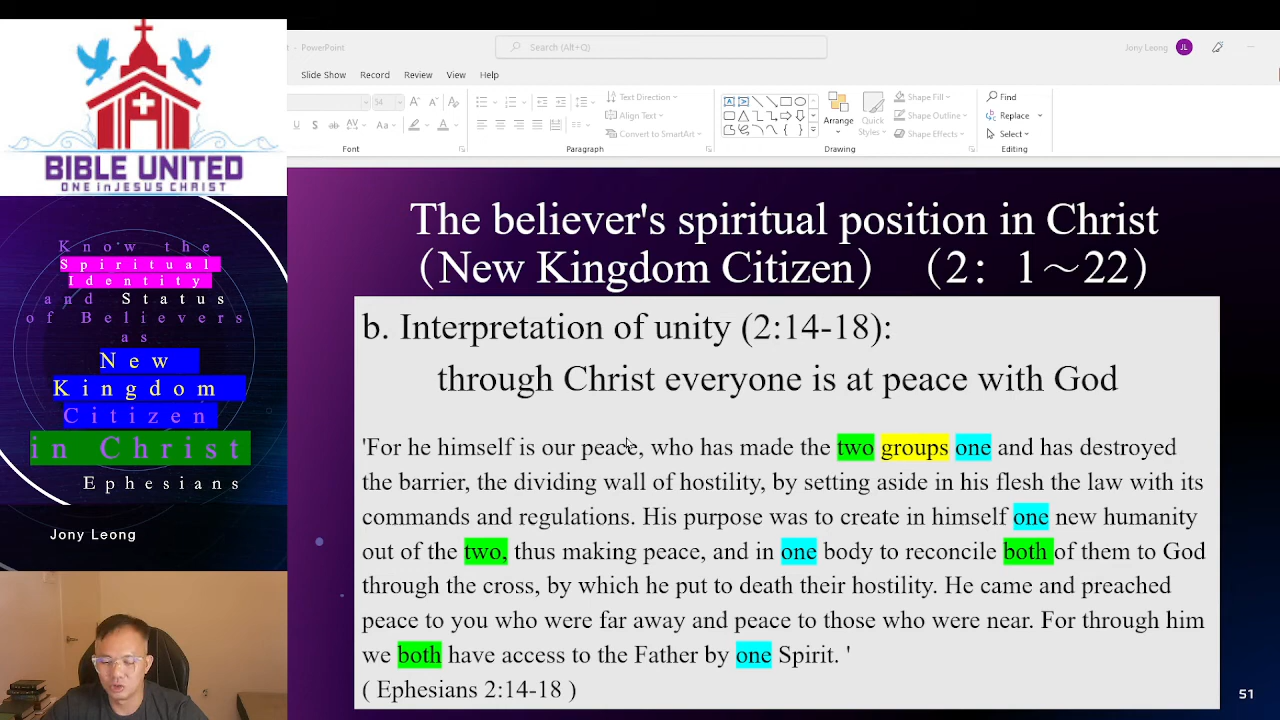 t - PowerPoint
Search (Alt+Q)
Jony Leong
JL
Slide Show Record Review View Help
54
Text Direction
Align Text
Convert to SmartArt
Arrange
Quick Styles
Shape Fill
Shape Outline
Shape Effects
Find
Replace
Select
Font
Paragraph
Drawing
Editing
BIBLE UNITED
ONE in JESUS CHRIST
Know the
Spiritual
Identity
and Status
of Believers
as
New
Kingdom
Citizen
in Christ
Ephesians
Jony Leong
The believer's spiritual position in Christ
(New Kingdom Citizen) (2: 1~22)
b. Interpretation of unity (2:14-18):
through Christ everyone is at peace with God
'For he himself is our peace, who has made the two groups one and has destroyed
the barrier, the dividing wall of hostility, by setting aside in his flesh the law with its
commands and regulations. His purpose was to create in himself one new humanity
out of the two, thus making peace, and in one body to reconcile both of them to God
through the cross, by which he put to death their hostility. He came and preached
peace to you who were far away and peace to those who were near. For through him
we both have access to the Father by one Spirit. '
( Ephesians 2:14-18 )
51